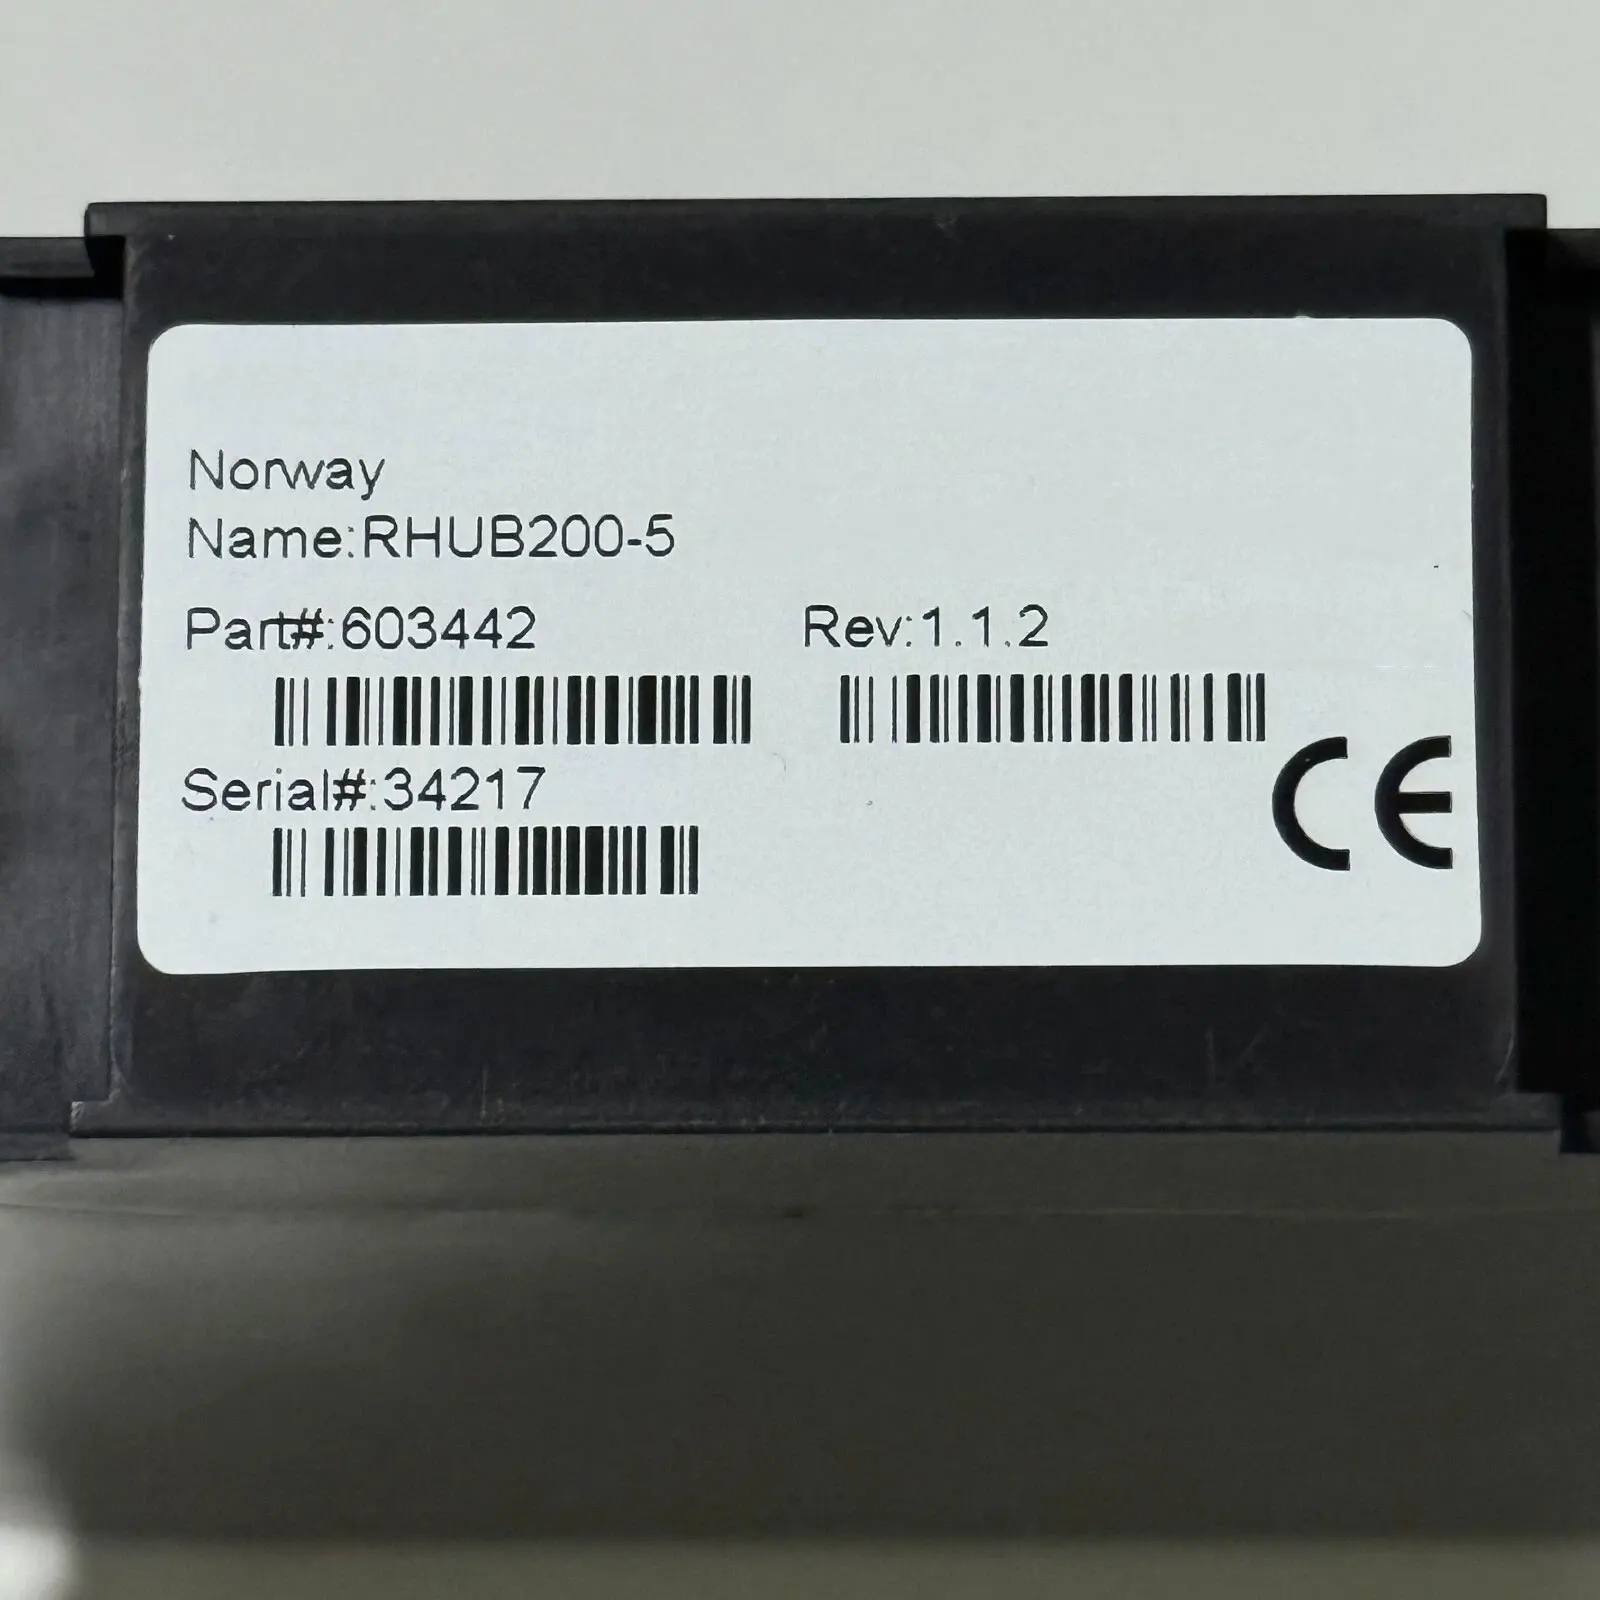 Norway
Name:RHUB200-5
Part#:603442 Rev:1.1.2
Serial#:34217
CE